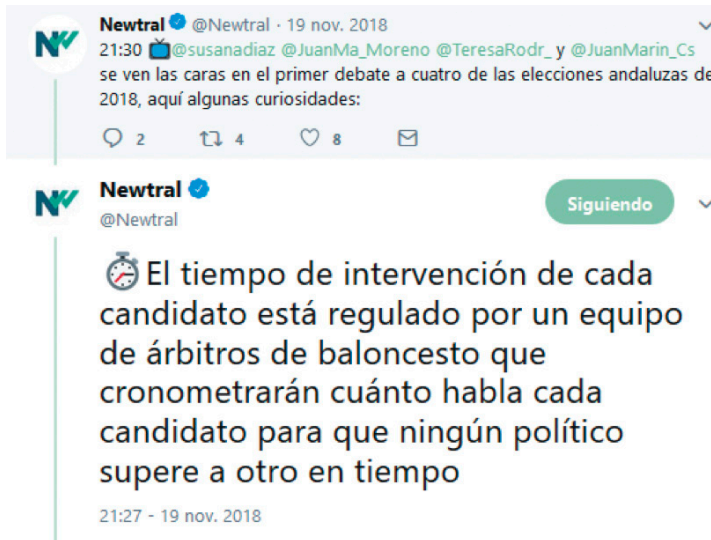 Newtral @Newtral · 19 nov. 2018
21:30 📺@susanadiaz @JuanMa_Moreno @TeresaRodr_ y @JuanMarin_Cs
se ven las caras en el primer debate a cuatro de las elecciones andaluzas de
2018, aquí algunas curiosidades:
2 4 8
Newtral
Siguiendo
@Newtral
⏱El tiempo de intervención de cada
candidato está regulado por un equipo
de árbitros de baloncesto que
cronometrarán cuánto habla cada
candidato para que ningún político
supere a otro en tiempo
21:27 - 19 nov. 2018